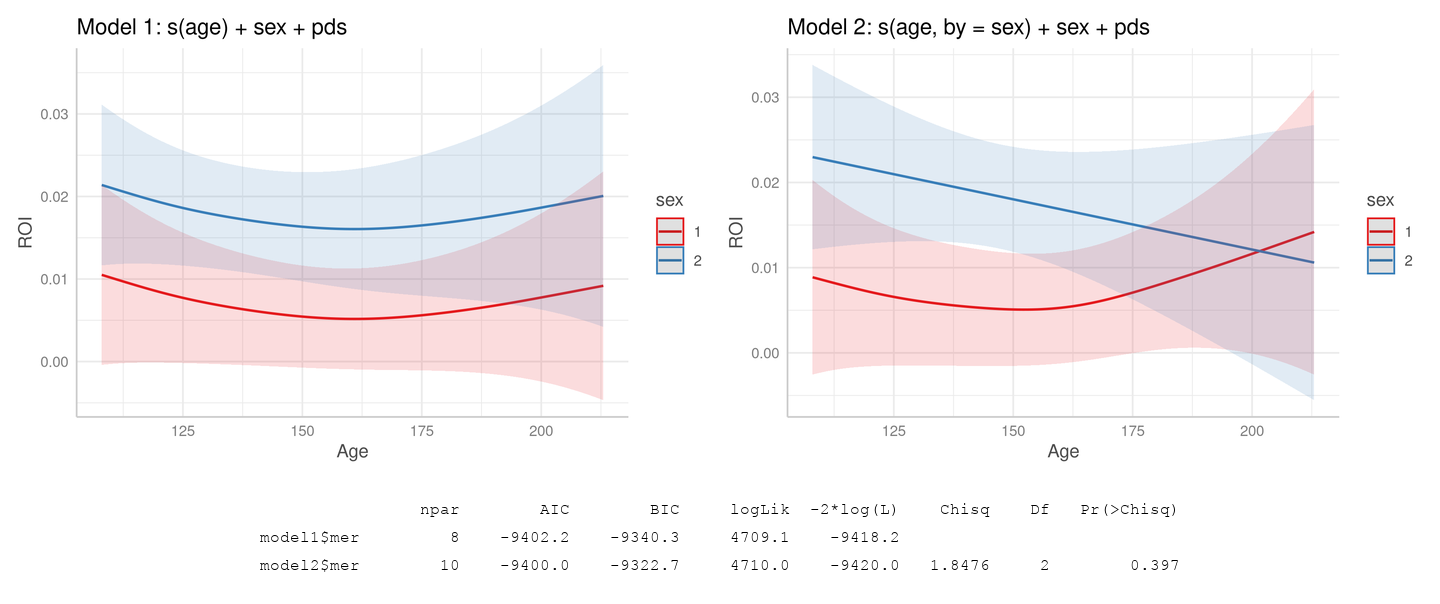 Model 1: s(age) + sex + pds
0.03
0.02
0.01
0.00
ROI
125 150 175 200
Age
sex
1
2
Model 2: s(age, by = sex) + sex + pds
0.03
0.02
0.01
0.00
ROI
125 150 175 200
Age
sex
1
2
npar AIC BIC logLik -2*log(L) Chisq Df Pr(>Chisq)
model1$mer 8 -9402.2 -9340.3 4709.1 -9418.2
model2$mer 10 -9400.0 -9322.7 4710.0 -9420.0 1.8476 2 0.397